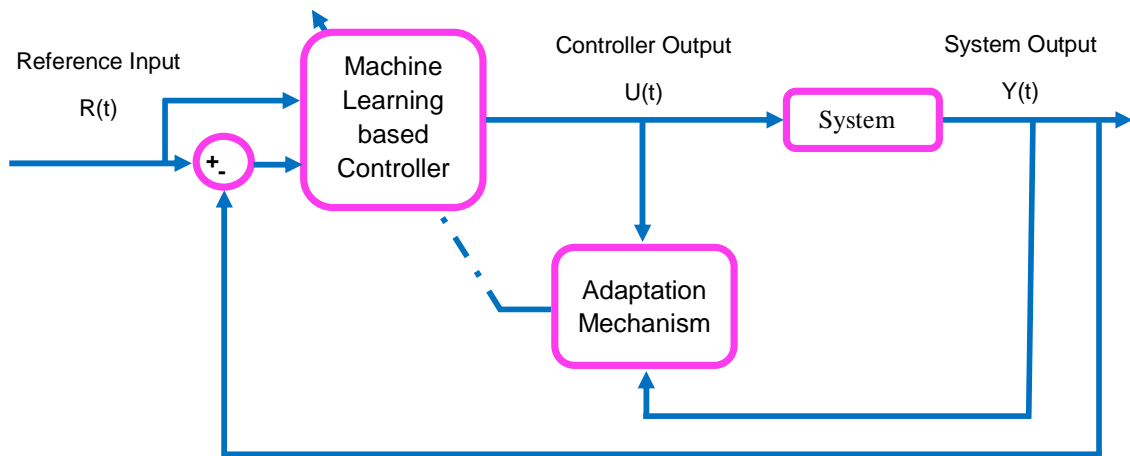 Reference Input
R(t)
+
-
Machine
Learning
based
Controller
Controller Output
U(t)
System
System Output
Y(t)
Adaptation
Mechanism